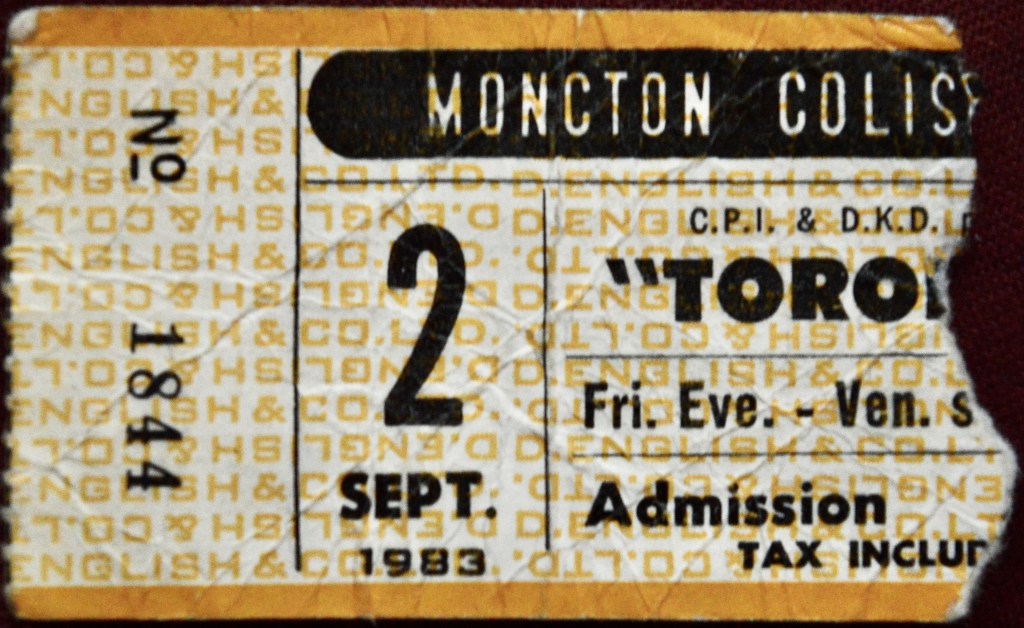 MONCTON COLIS
No 1844
C.P.I. & D.K.D.
2
"TORO
Fri. Eve. - Ven. s
SEPT.
Admission
1983
TAX INCLU